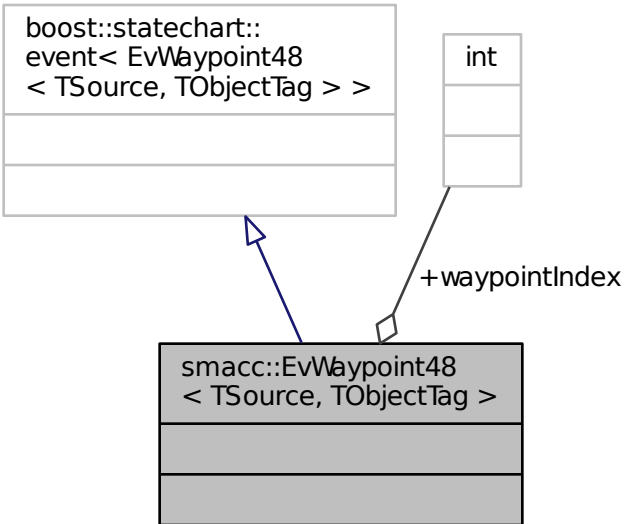 boost::statechart::
event< EvWaypoint48
< TSource, TObjectTag > >
int
+waypointIndex
smacc::EvWaypoint48
< TSource, TObjectTag >